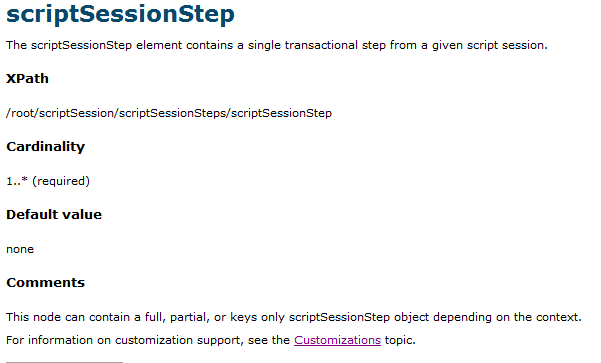 scriptSessionStep
The scriptSessionStep element contains a single transactional step from a given script session.
XPath
/root/scriptSession/scriptSessionSteps/scriptSessionStep
Cardinality
1..* (required)
Default value
none
Comments
This node can contain a full, partial, or keys only scriptSessionStep object depending on the context.
For information on customization support, see the Customizations topic.